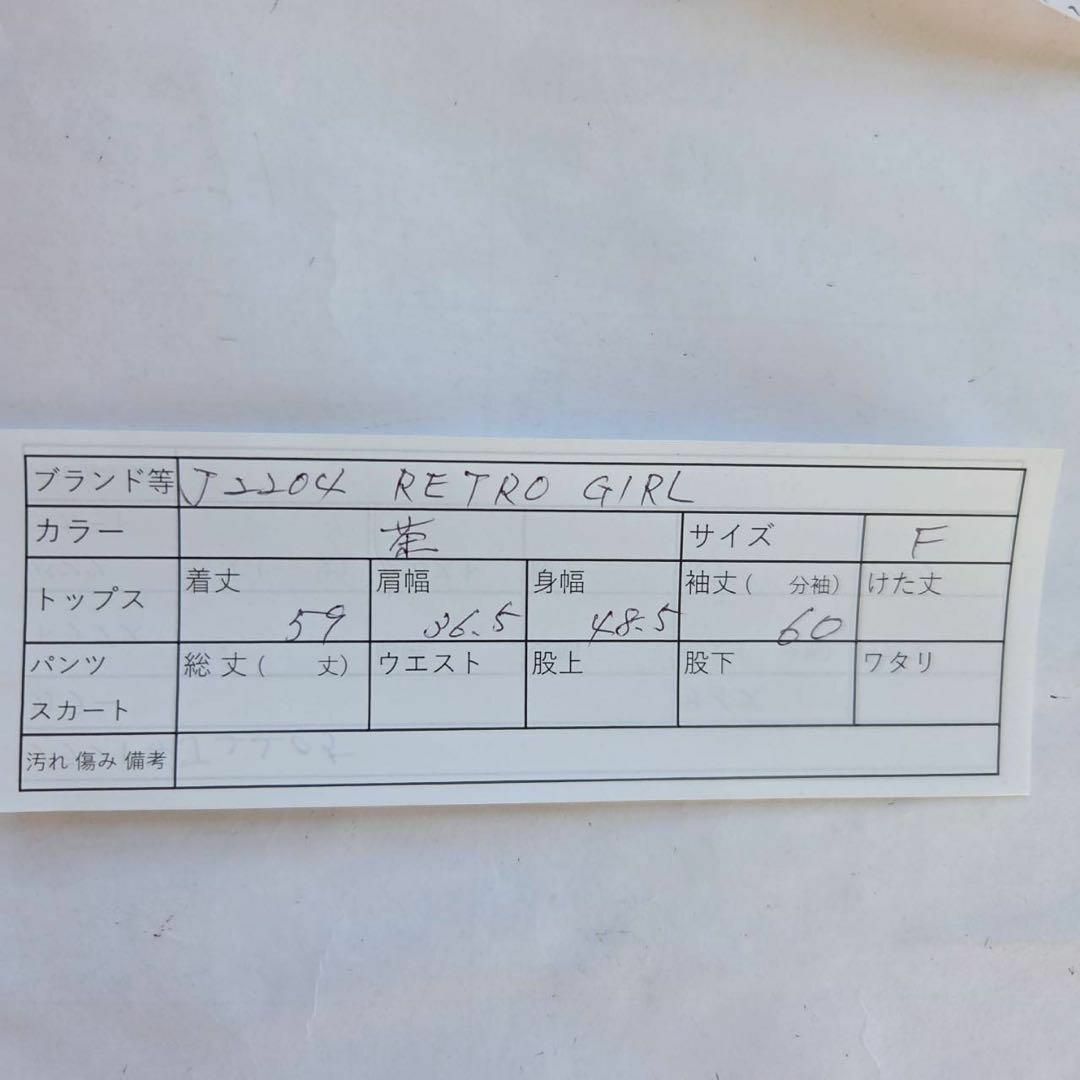 ブランド等 J2204 RETRO GIRL
カラー サイズ F
トップス 着丈 59 肩幅 36.5 身幅 48.5 袖丈( 分袖) 60 けた丈
パンツ スカート 総丈( 丈) ウエスト 股上 股下 ワタリ
汚れ 傷み 備考